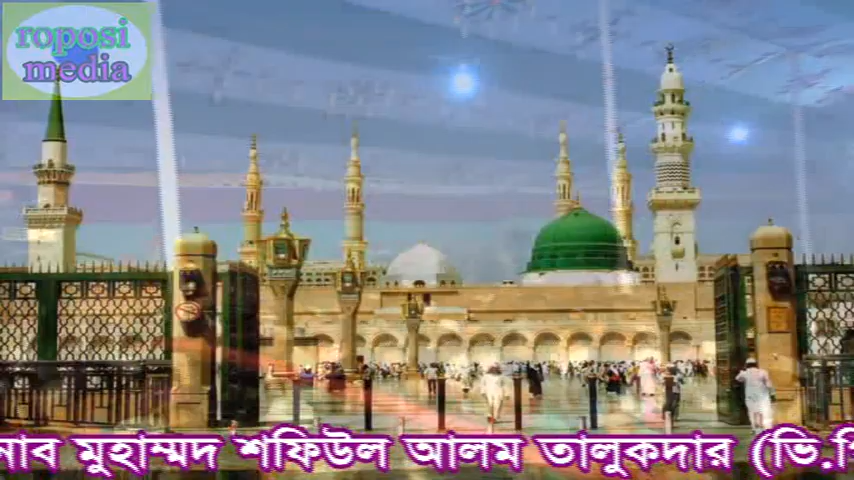 roposi
media
নাব মুহাম্মদ শফিউল আলম তালুকদার (ভি.পি